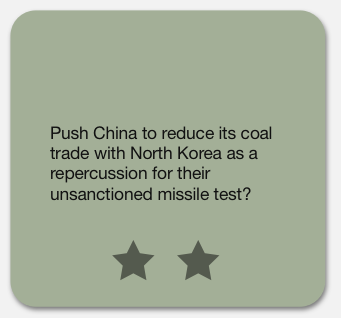 Push China to reduce its coal
trade with North Korea as a
repercussion for their
unsanctioned missile test?